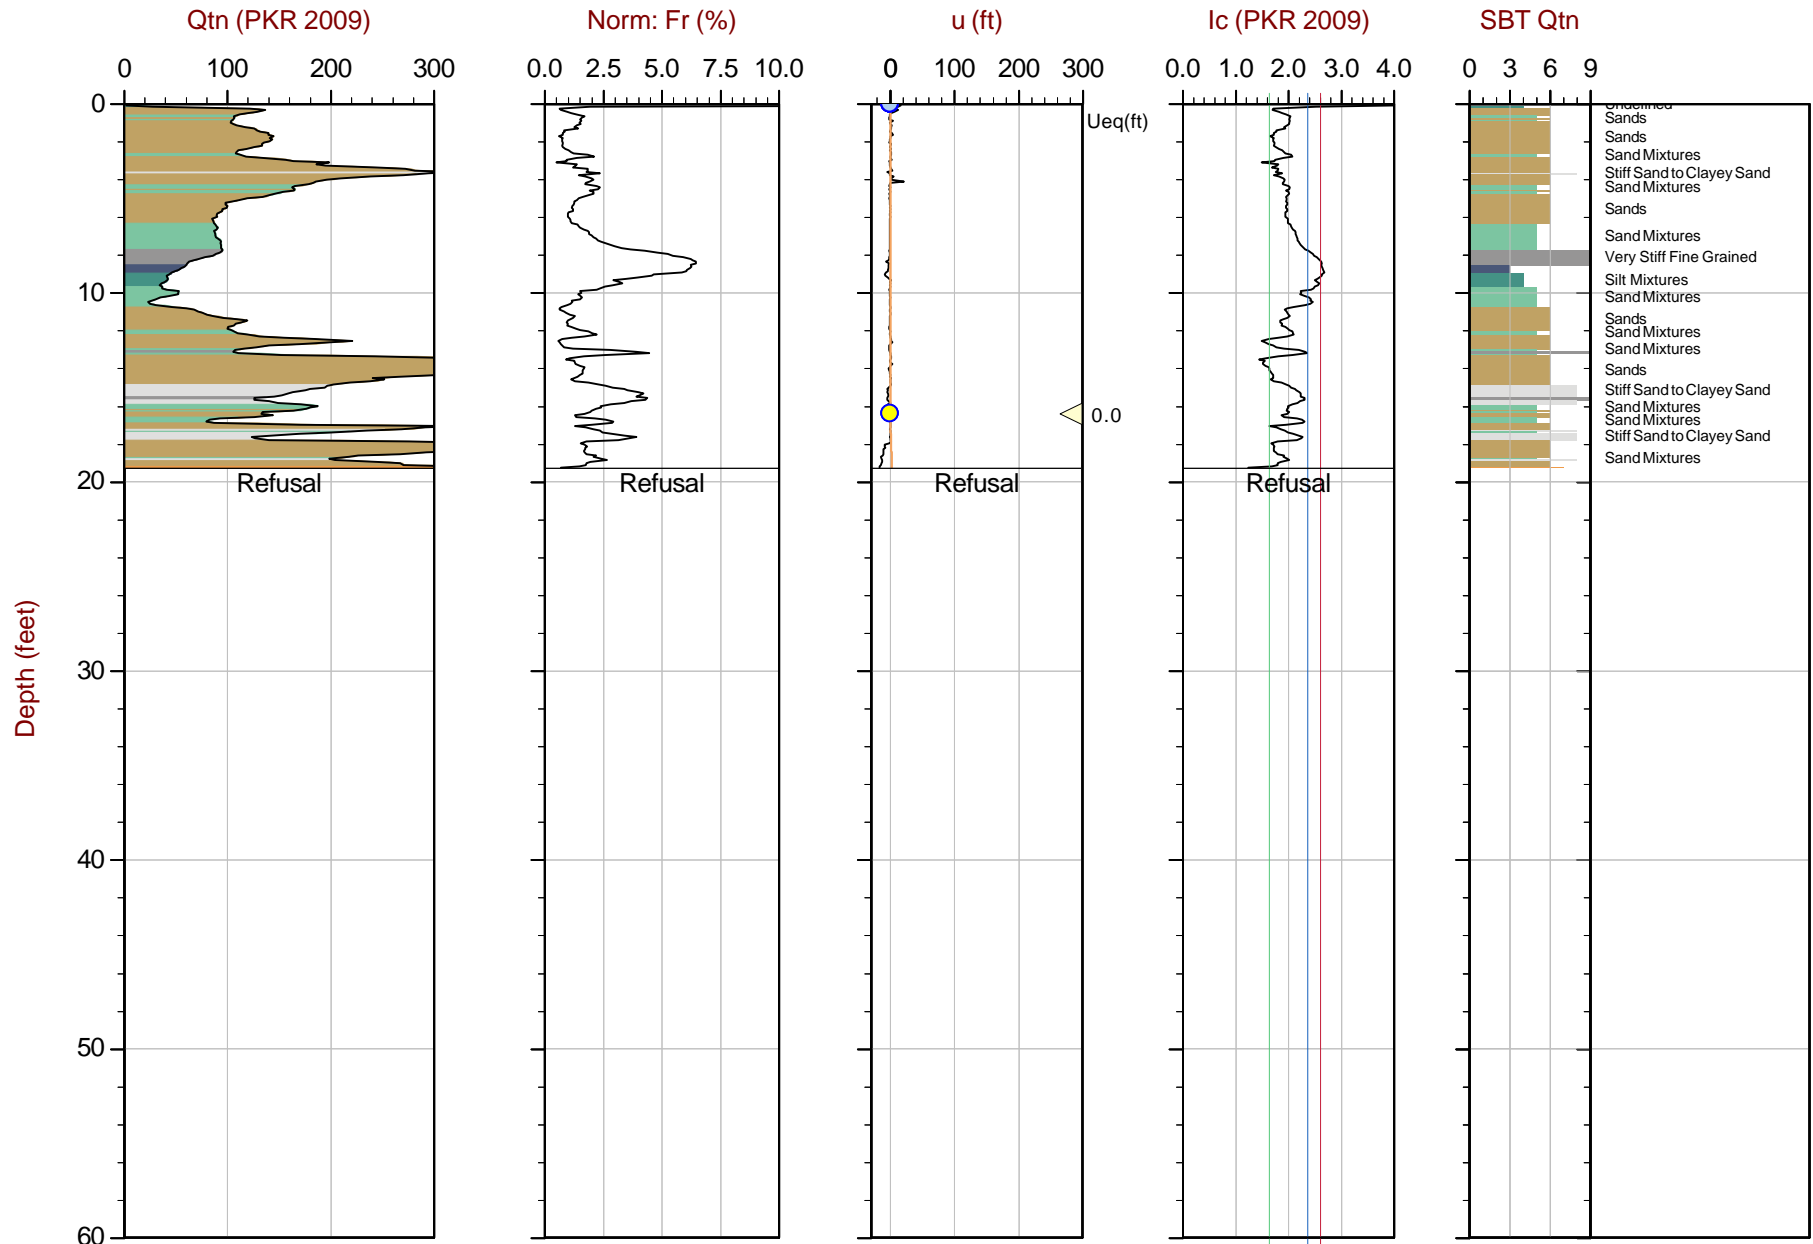 Qtn (PKR 2009) Norm: Fr (%) u (ft) Ic (PKR 2009) SBT Qtn
0 100 200 300 0.0 2.5 5.0 7.5 10.0 0 100 200 300 0.0 1.0 2.0 3.0 4.0 0 3 6 9
0
Undefined
Ueq(ft)
Sands
Sands
Sand Mixtures
Stiff Sand to Clayey Sand
Sand Mixtures
Sands
Sand Mixtures
Very Stiff Fine Grained
Silt Mixtures
10
Sand Mixtures
Sands
Sand Mixtures
Sand Mixtures
Sands
Stiff Sand to Clayey Sand
Sand Mixtures
0.0
Sand Mixtures
Stiff Sand to Clayey Sand
Sand Mixtures
20
Refusal Refusal Refusal Refusal
30
Depth (feet)
40
50
60